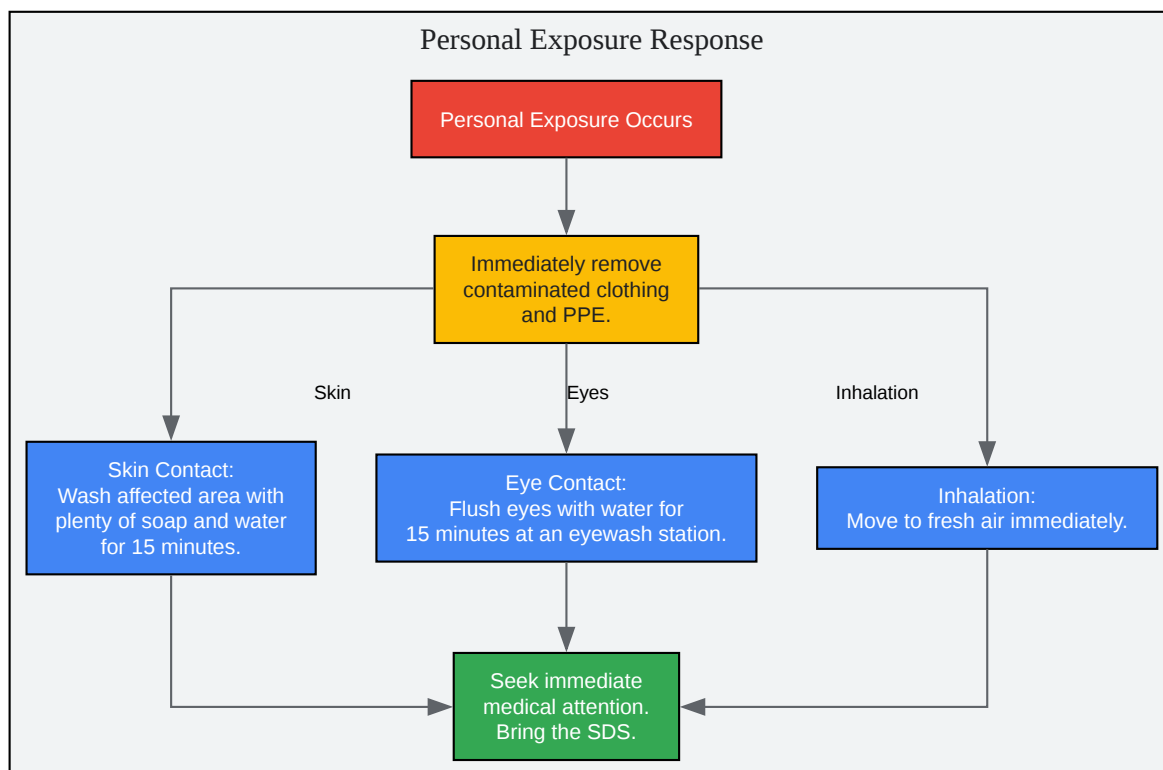 Personal Exposure Response
Personal Exposure Occurs
Immediately remove
contaminated clothing
and PPE.
Skin
Eyes
Inhalation
Skin Contact:
Wash affected area with
plenty of soap and water
for 15 minutes.
Eye Contact:
Flush eyes with water for
15 minutes at an eyewash station.
Inhalation:
Move to fresh air immediately.
Seek immediate
medical attention.
Bring the SDS.